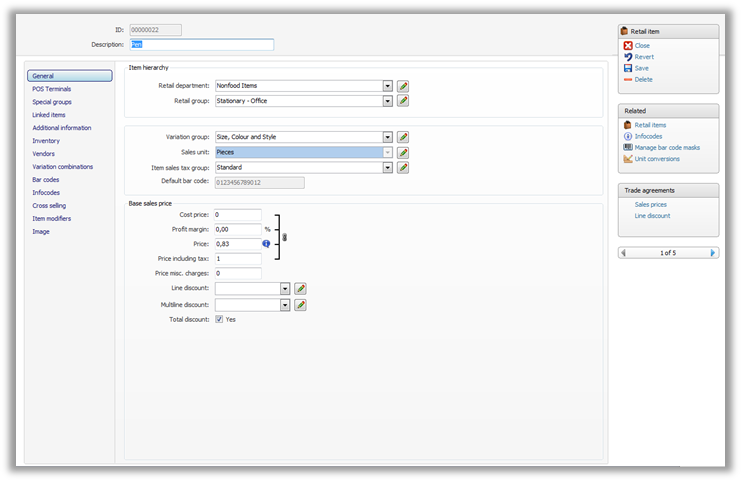 ID: 00000022
Description: Pen
General
POS Terminals
Special groups
Linked items
Additional information
Inventory
Vendors
Variation combinations
Bar codes
Infocodes
Cross selling
Item modifiers
Image
Item hierarchy
Retail department: Nonfood Items
Retail group: Stationary - Office
Variation group: Size, Colour and Style
Sales unit: Pieces
Item sales tax group: Standard
Default bar code: 0123456789012
Base sales price
Cost price: 0
Profit margin: 0,00 %
Price: 0,83
Price including tax: 1
Price misc. charges: 0
Line discount:
Multiline discount:
Total discount: Yes
Retail item
Close
Revert
Save
Delete
Related
Retail items
Infocodes
Manage bar code masks
Unit conversions
Trade agreements
Sales prices
Line discount
1 of 5